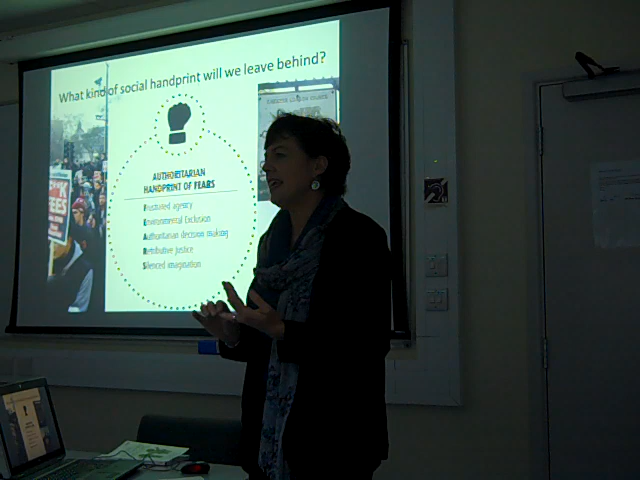 What kind of social handprint will we leave behind?
AUTHORITARIAN
HANDPRINT OF FEARS
Frustrated agency
Environmental Exclusion
Authoritarian decision making
Retributive justice
Silenced imagination